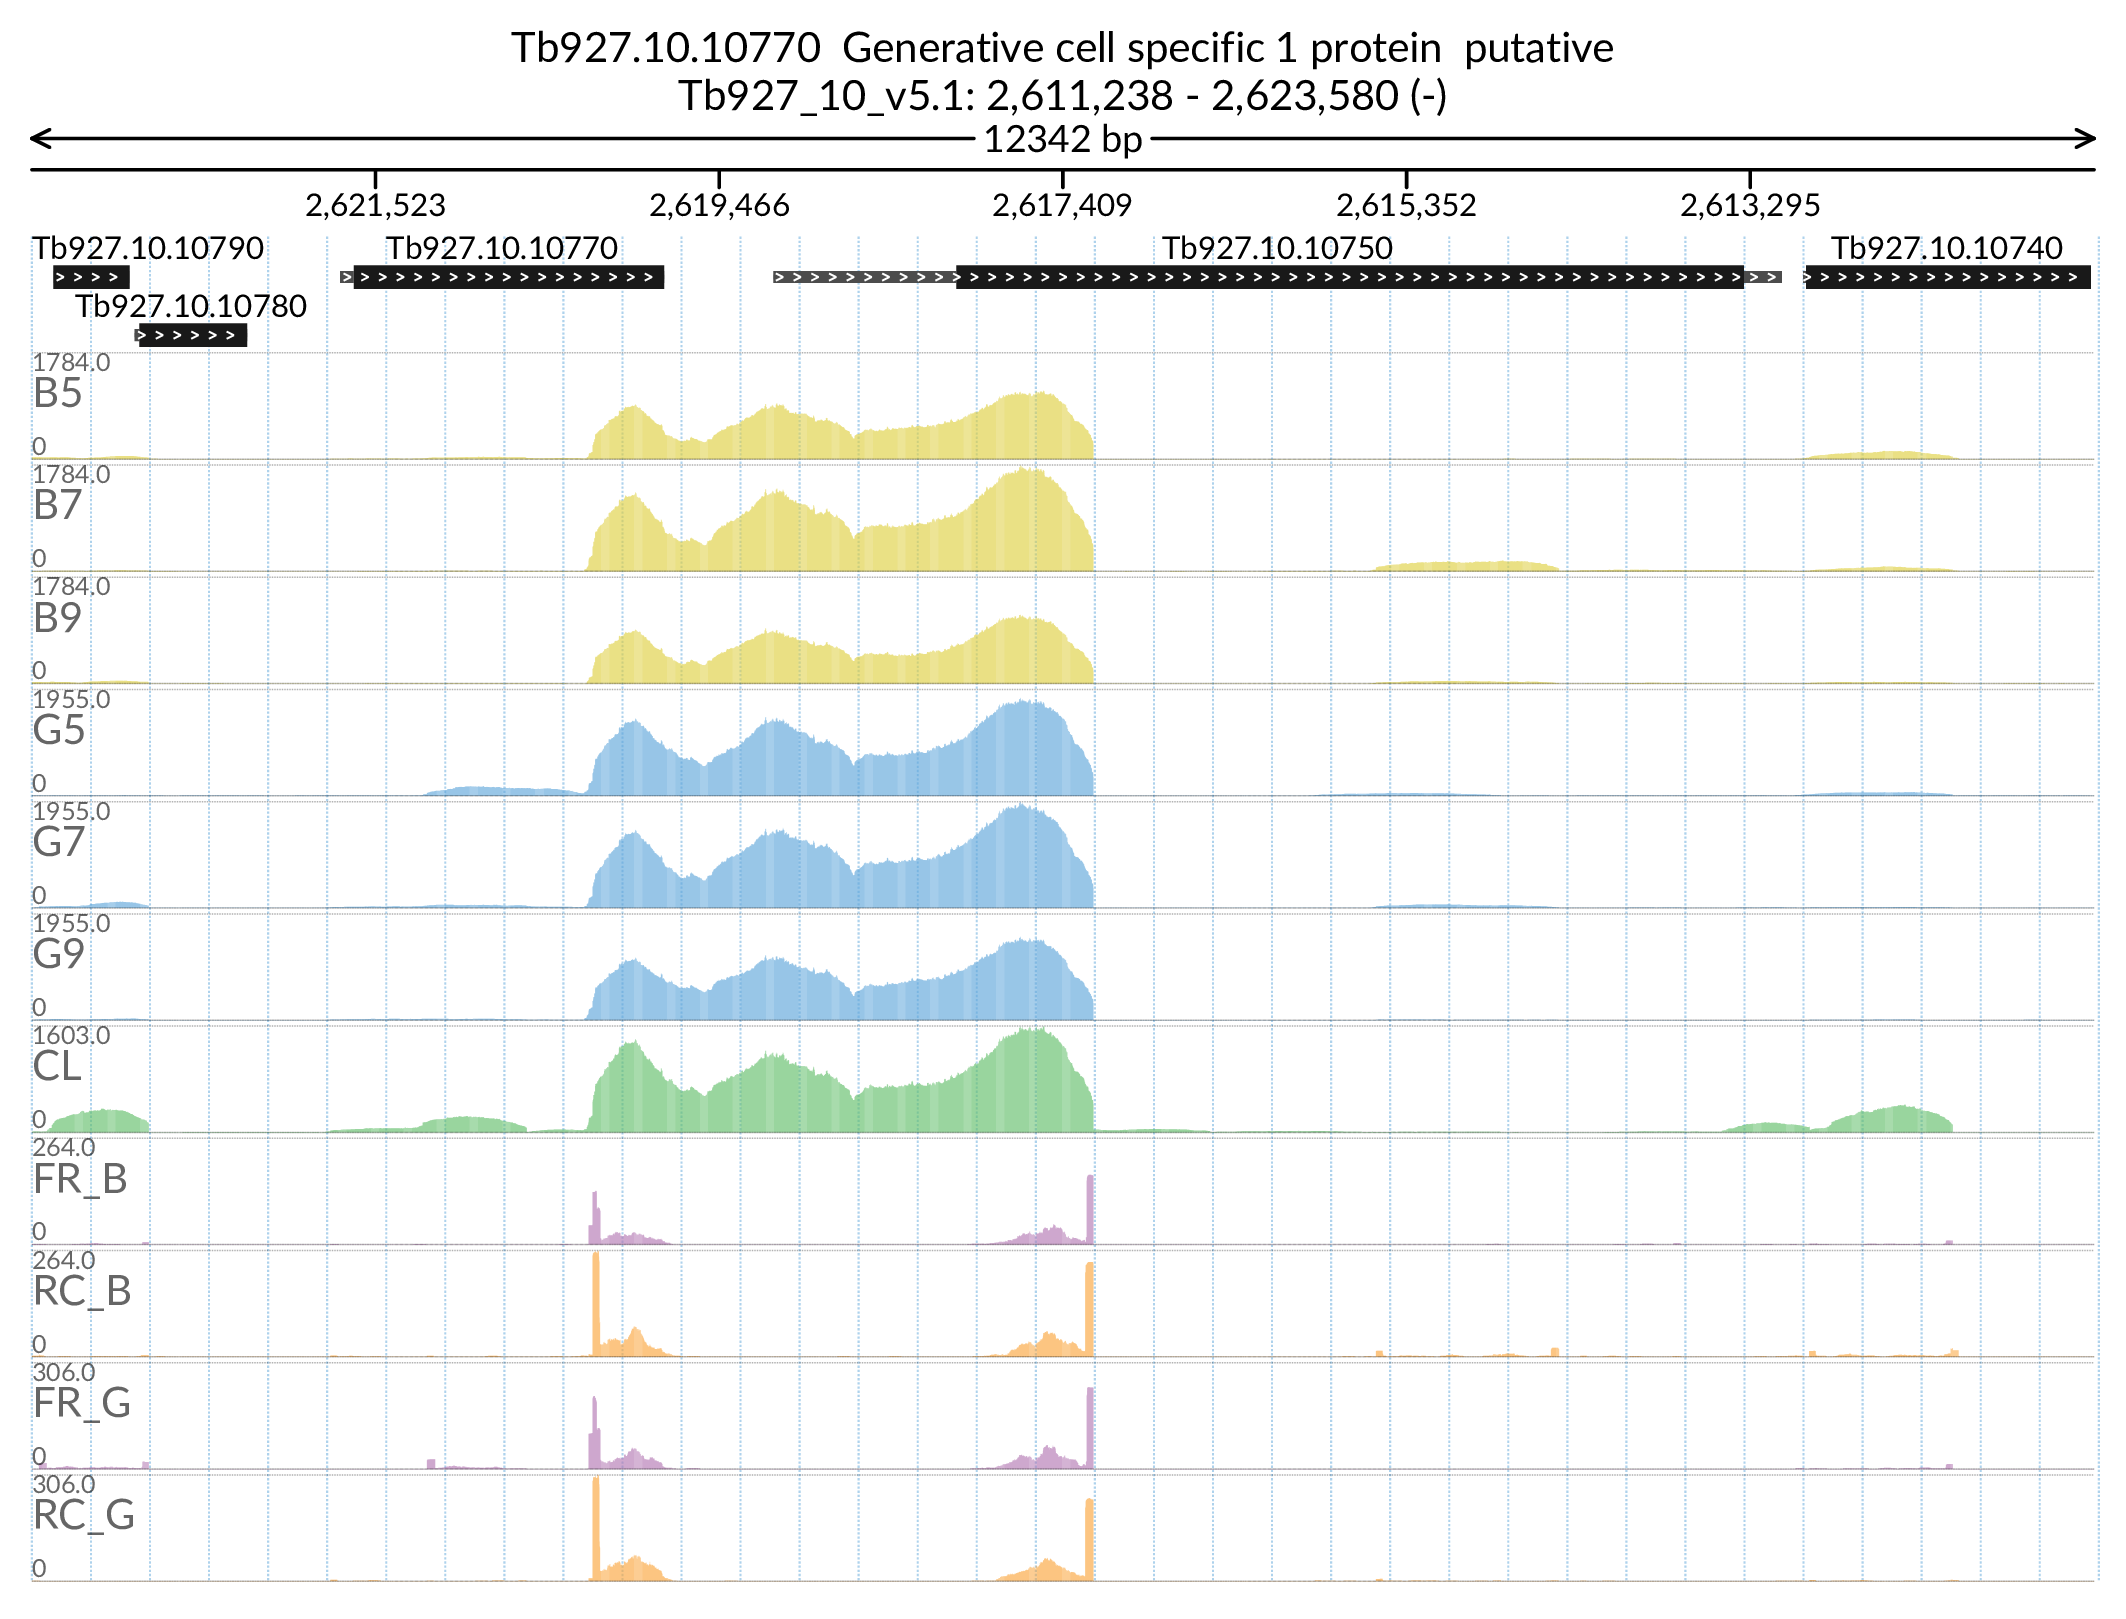 Tb927.10.10770 Generative cell specific 1 protein putative
Tb927_10_v5.1: 2,611,238 - 2,623,580 (-)
12342 bp
2,621,523 2,619,466 2,617,409 2,615,352 2,613,295
Tb927.10.10790 Tb927.10.10770 Tb927.10.10750 Tb927.10.10740
Tb927.10.10780
1784.0
B5
0
1784.0
B7
0
1784.0
B9
0
1955.0
G5
0
1955.0
G7
0
1955.0
G9
0
1603.0
CL
0
264.0
FR_B
0
264.0
RC_B
0
306.0
FR_G
0
306.0
RC_G
0